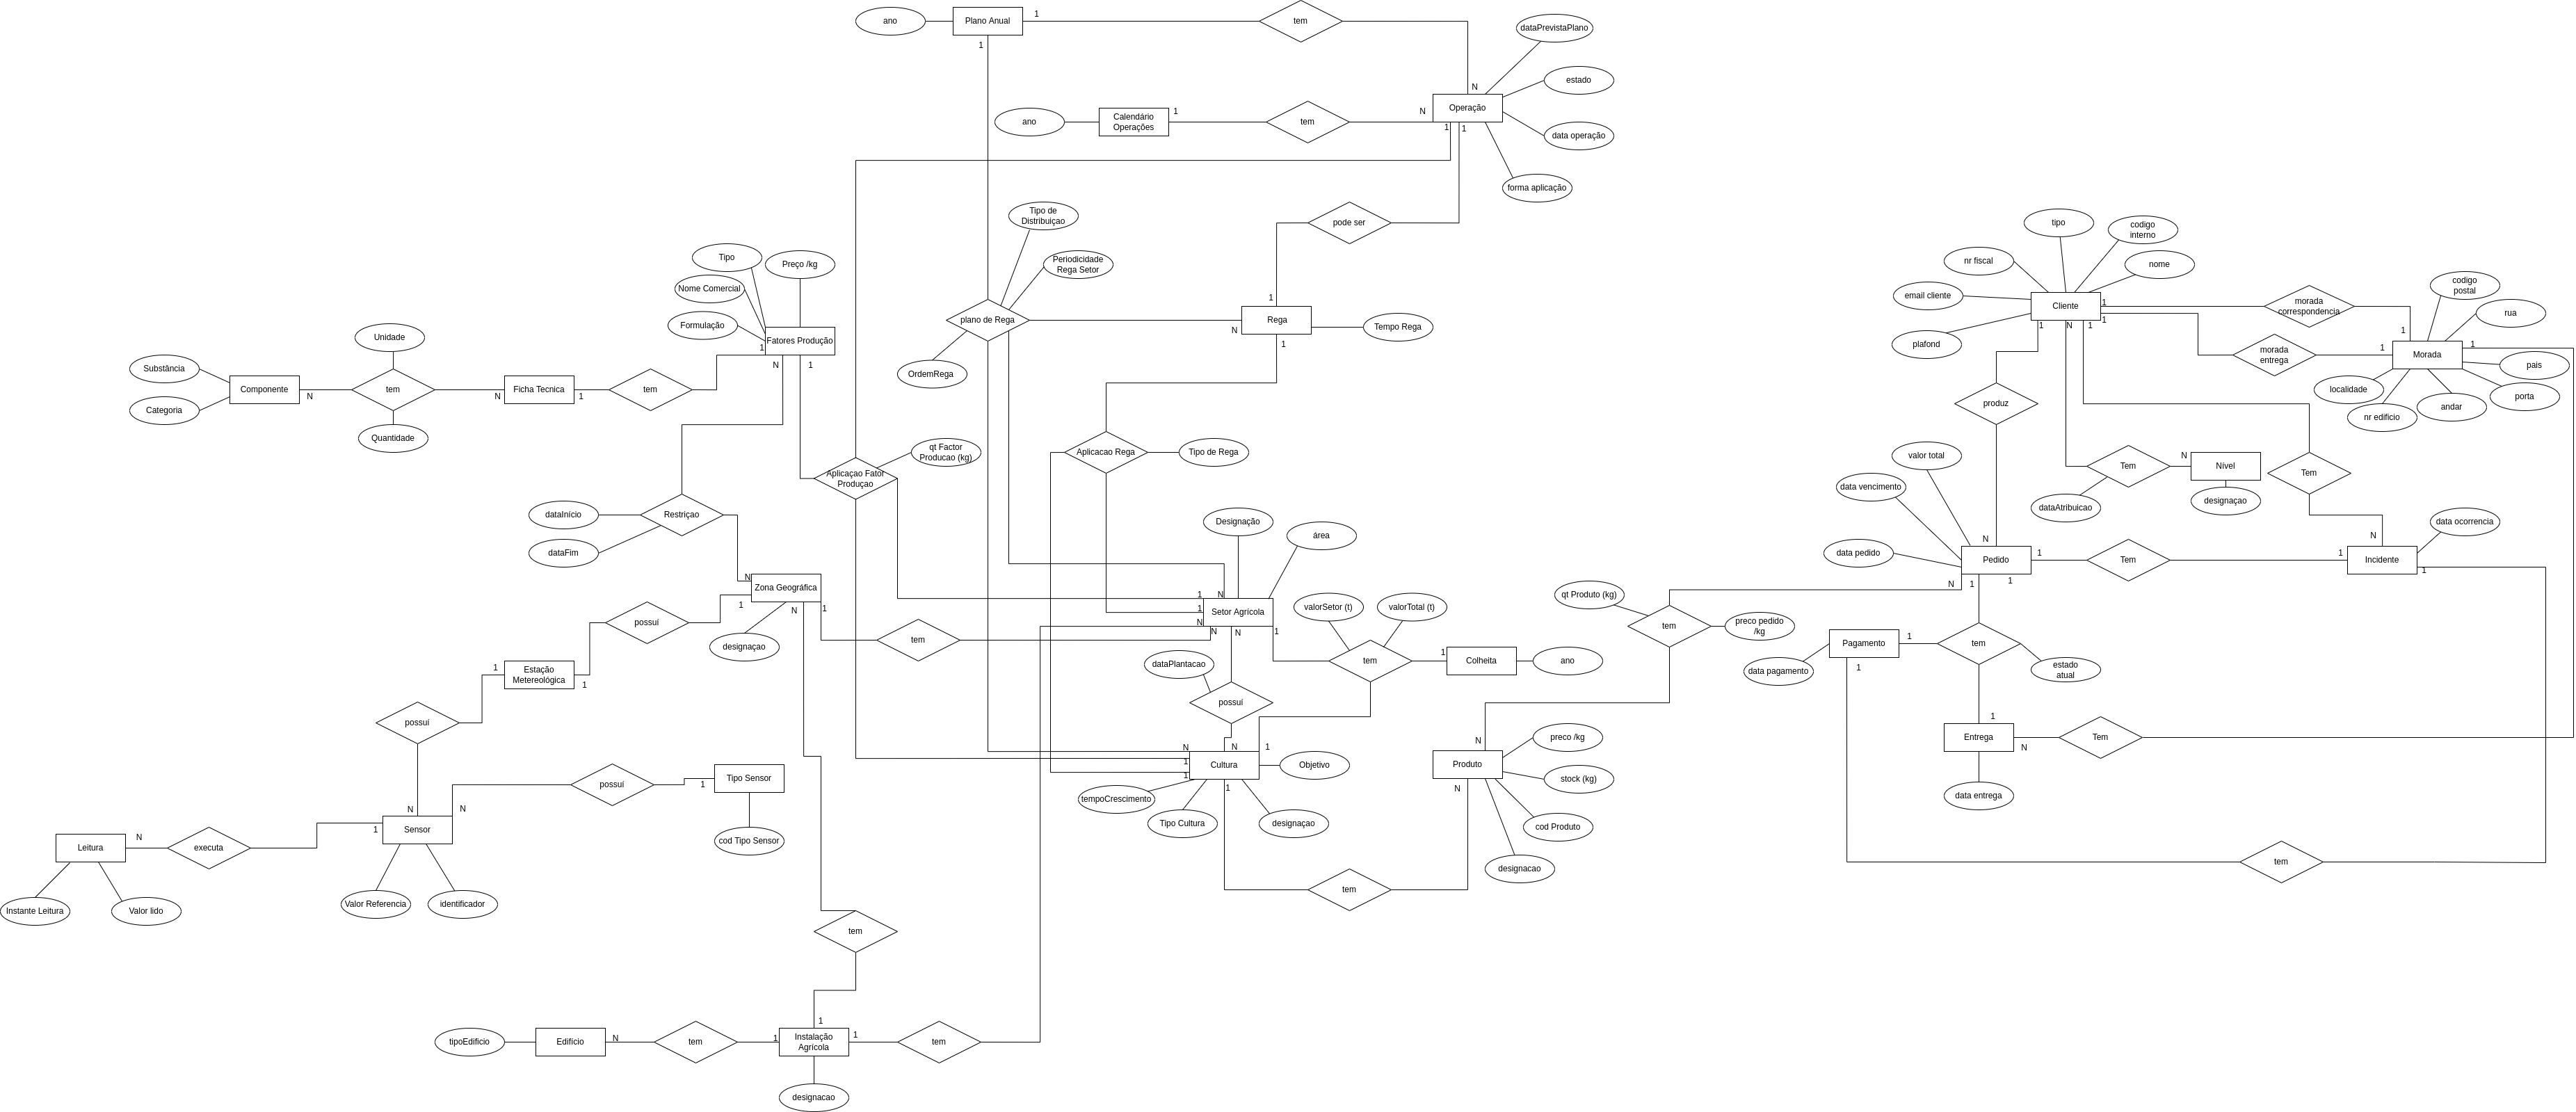 ano
Plano Anual
1
tem
dataPrevistaPlano
1
estado
N
ano
Calendário
Operações
1
tem
N
Operação
data operação
1
1
forma aplicação
Tipo de
Distribuiçao
pode ser
tipo
codigo
interno
Tipo
Preço /kg
Periodicidade
Rega Setor
nr fiscal
nome
Nome Comercial
email cliente
Cliente
1
morada
correspondencia
codigo
postal
Formulação
Fatores Produção
plano de Rega
1
N
Rega
Tempo Rega
1
N
1
1
rua
Unidade
plafond
morada
entrega
1
1
Morada
1
pais
Substância
1
N
1
OrdemRega
1
localidade
porta
Componente
N
tem
N
Ficha Tecnica
1
tem
produz
nr edificio
andar
Categoria
Quantidade
qt Factor
Producao (kg)
Aplicacao Rega
Tipo de Rega
valor total
Tem
N
Nível
Tem
Aplicaçao Fator
Produçao
data vencimento
dataAtribuicao
designaçao
dataInício
Restriçao
Designação
área
data ocorrencia
dataFim
data pedido
N
Pedido
1
Tem
1
N
Incidente
1
N
Zona Geográfica
1
N
1
1
N
1
N
Setor Agrícola
N
N
1
valorSetor (t)
valorTotal (t)
qt Produto (kg)
N
1
1
possuí
designaçao
tem
tem
preco pedido
/kg
Pagamento
1
tem
data pagamento
1
estado
atual
1
Estação
Metereológica
1
dataPlantacao
tem
1
Colheita
ano
possuí
possuí
1
Entrega
N
Tem
N
N
1
1
1
Cultura
Objetivo
N
Produto
preco /kg
possuí
1
Tipo Sensor
stock (kg)
N
N
tempoCrescimento
1
N
data entrega
Tipo Cultura
designaçao
cod Produto
N
Leitura
executa
1
Sensor
cod Tipo Sensor
designacao
tem
tem
Instante Leitura
Valor lido
Valor Referencia
identificador
tem
1
tipoEdificio
Edifício
N
tem
1
Instalação
Agrícola
1
tem
designacao